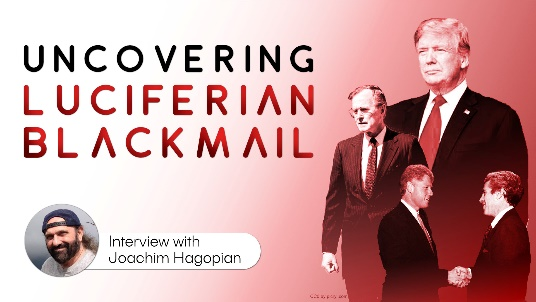 UNCOVERING
LUCIFERIAN
BLACKMAIL
Interview with
Joachim Hagopian